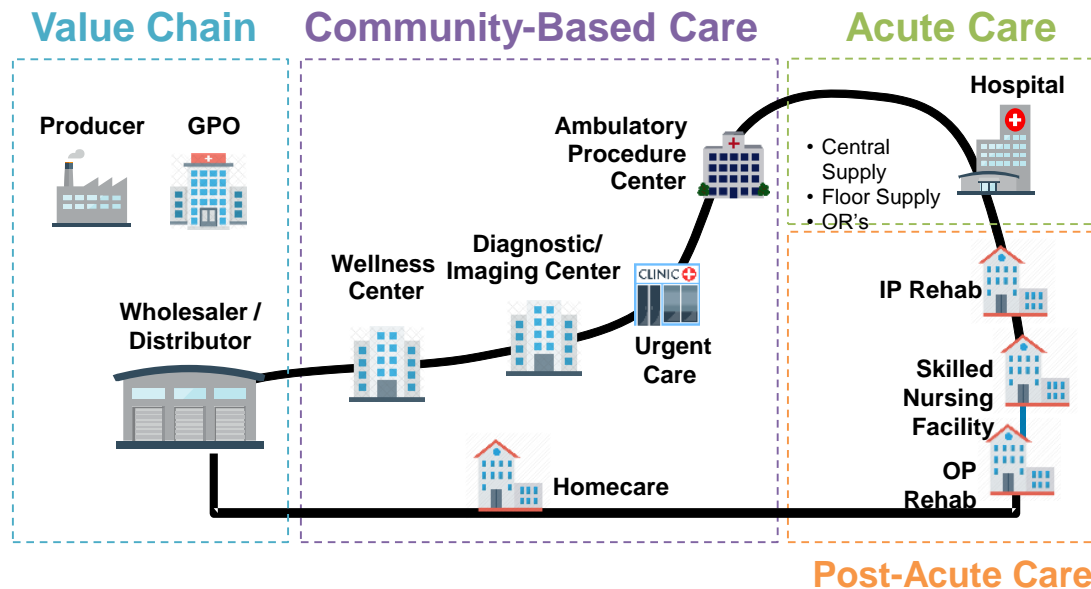 Value Chain
Community-Based Care
Acute Care
Producer
GPO
Wholesaler /
Distributor
Wellness
Center
Diagnostic/
Imaging Center
CLINIC
Urgent
Care
Ambulatory
Procedure
Center
Homecare
Hospital
• Central
Supply
• Floor Supply
• OR's
IP Rehab
Skilled
Nursing
Facility
OP
Rehab
Post-Acute Care